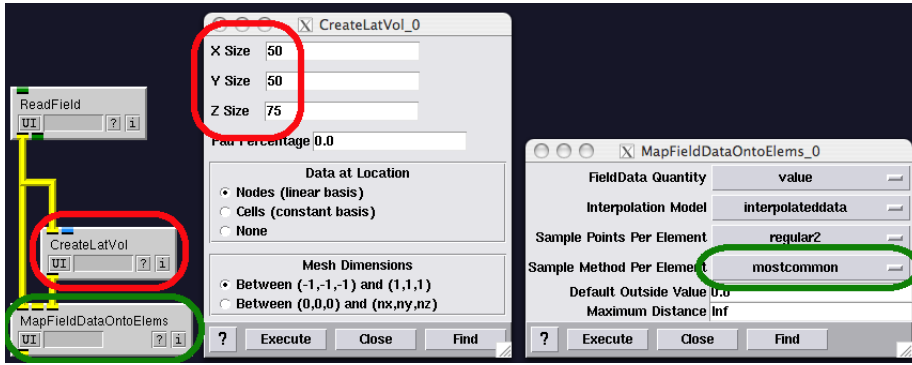 ReadField
UI ? i
CreateLatVol
UI ? i
MapFieldDataOntoElems
UI ? i
CreateLatVol_0
X Size 50
Y Size 50
Z Size 75
Pad Percentage 0.0
Data at Location
Nodes (linear basis)
Cells (constant basis)
None
Mesh Dimensions
Between (-1,-1,-1) and (1,1,1)
Between (0,0,0) and (nx,ny,nz)
? Execute Close Find
MapFieldDataOntoElems_0
FieldData Quantity value
Interpolation Model interpolateddata
Sample Points Per Element regular2
Sample Method Per Element mostcommon
Default Outside Value 0.0
Maximum Distance Inf
? Execute Close Find